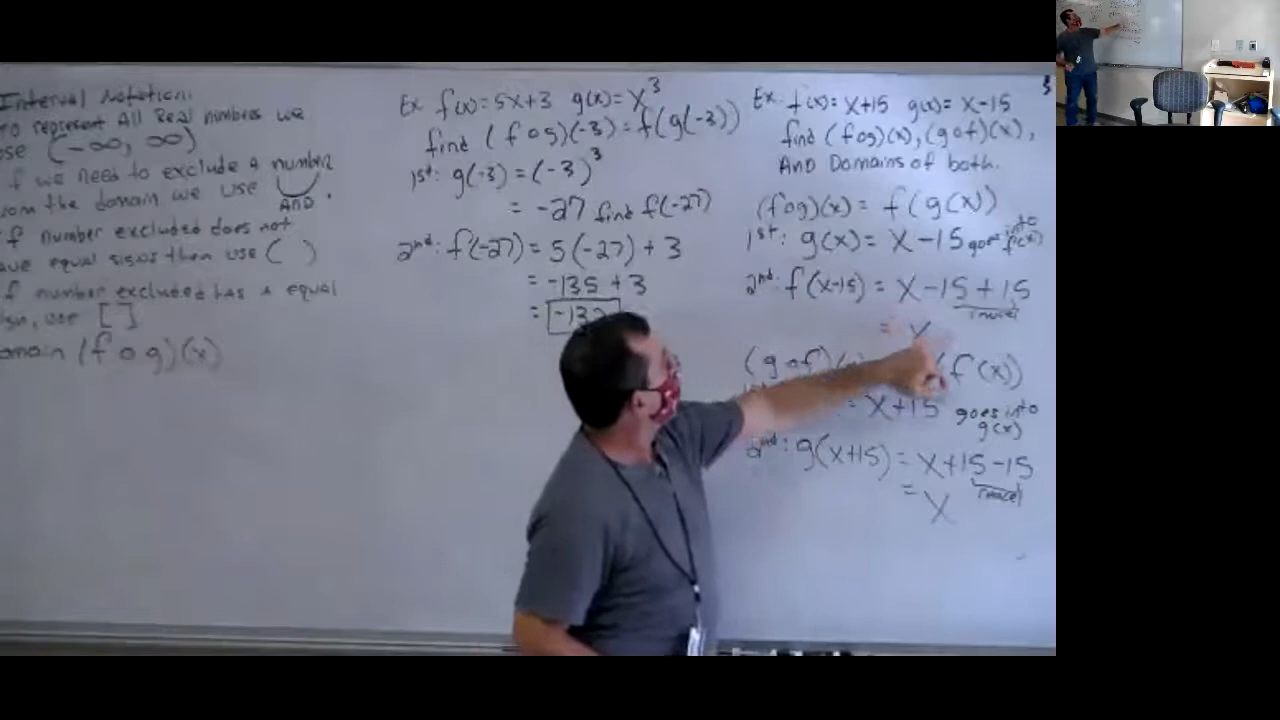 Interval Notation:
To represent All Real numbers we
use (-∞, ∞)
If we need to exclude a number
from the domain we use ∪
AND .
If number excluded does not
have equal signs then use ( )
If number excluded has a equal
sign, use [ ]
Domain (f o g)(x)
Ex f(x)=5x+3 g(x)=x³
find (f o g)(-3) = f(g(-3))
1st: g(-3) = (-3)³
= -27 find f(-27)
2nd: f(-27) = 5(-27) + 3
= -135 + 3
= -132
Ex: f(x)= x+15 g(x)= x-15
find (f o g)(x), (g o f)(x),
AND Domains of both.
(f o g)(x) = f(g(x))
1st: g(x) = x-15 goes into f(x)
2nd: f(x-15) = x-15+15
cancel
= x
(g o f)( f(x))
= x+15 goes into
g(x)
2nd: g(x+15) = x+15-15
cancel
= x
3